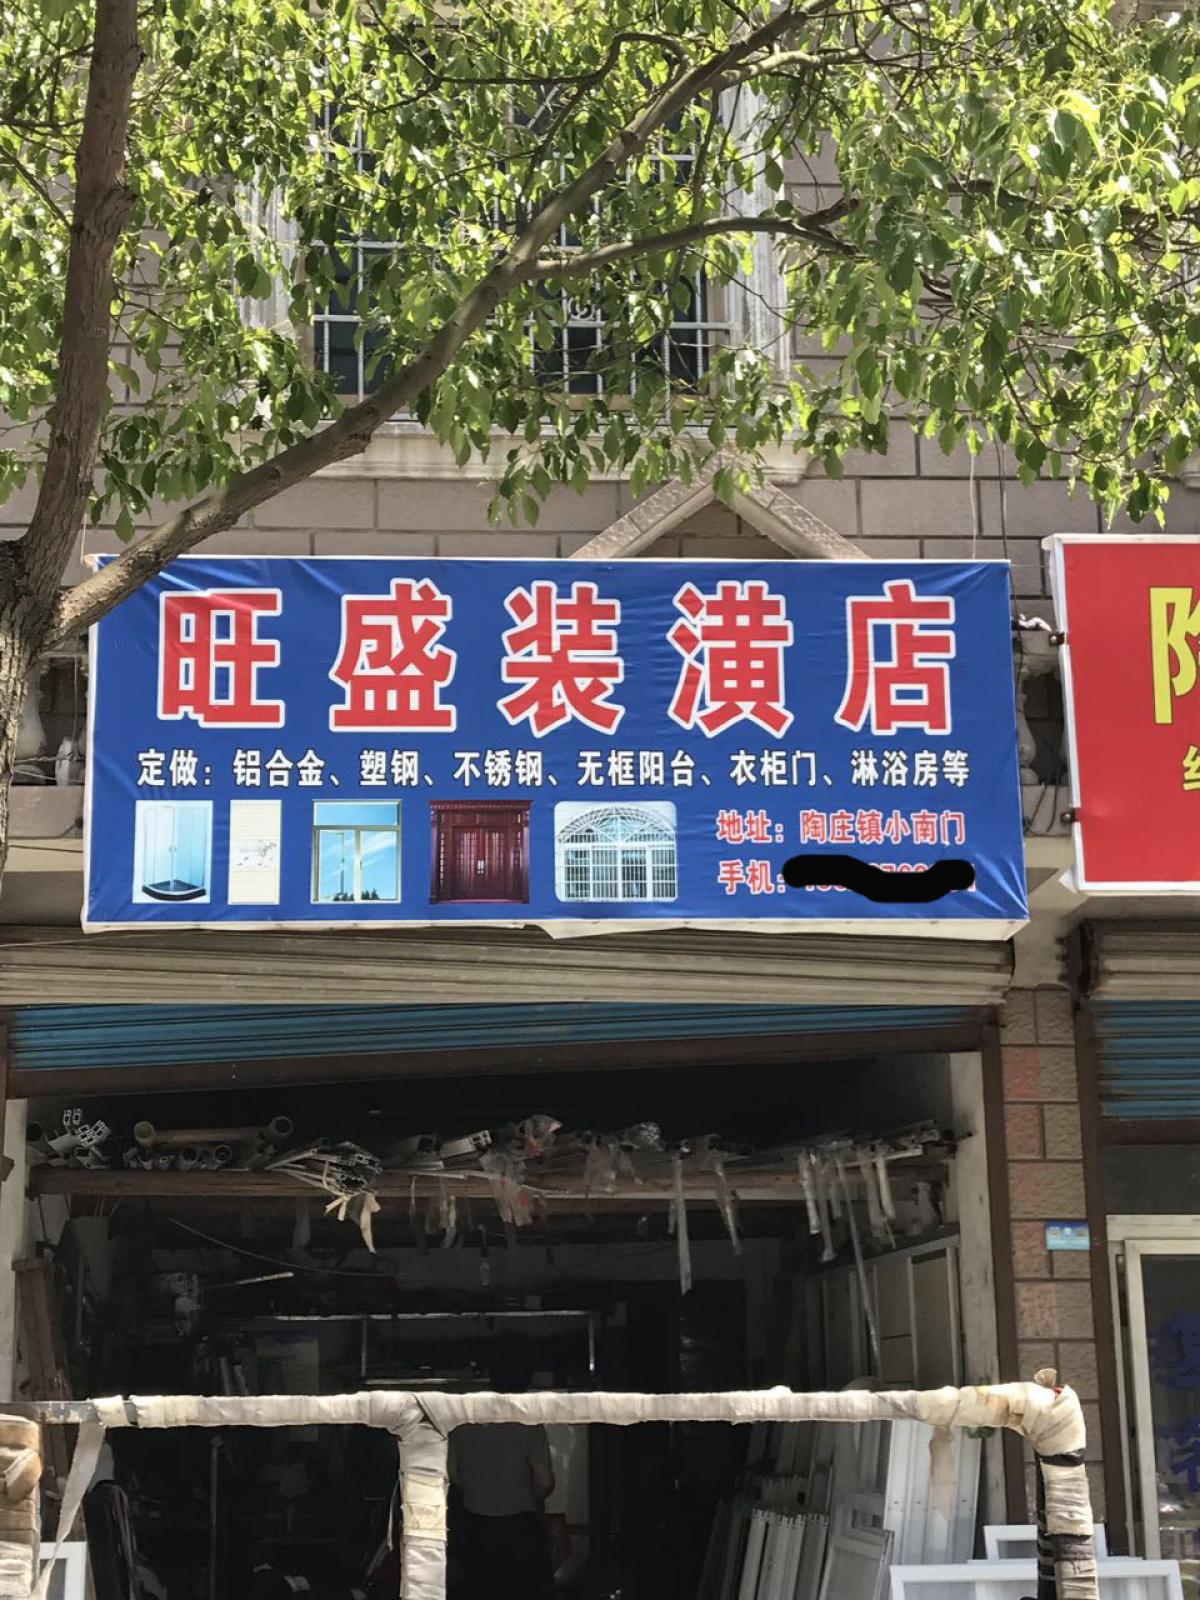 旺盛装潢店
定做：铝合金、塑钢、不锈钢、无框阳台、衣柜门、淋浴房等
地址：陶庄镇小南门
手机：